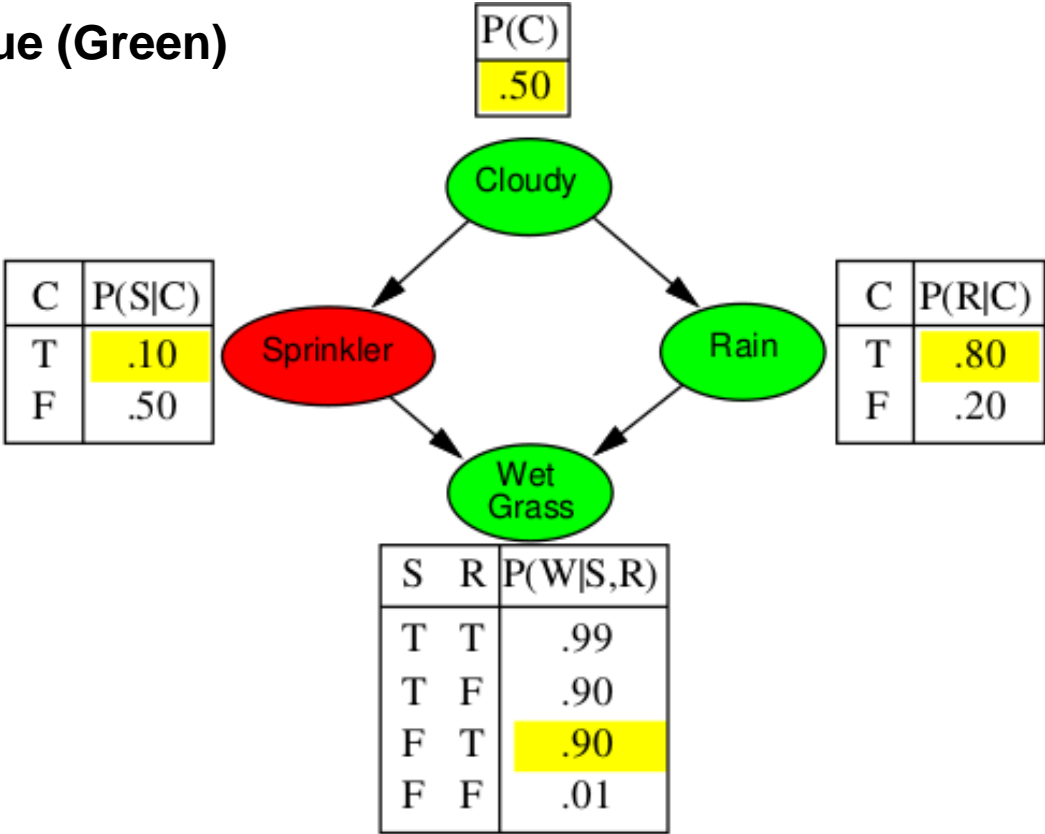 ue (Green)
P(C)
.50
Cloudy
C P(S|C)
T .10
F .50
Sprinkler
Rain
C P(R|C)
T .80
F .20
Wet
Grass
S R P(W|S,R)
T T .99
T F .90
F T .90
F F .01